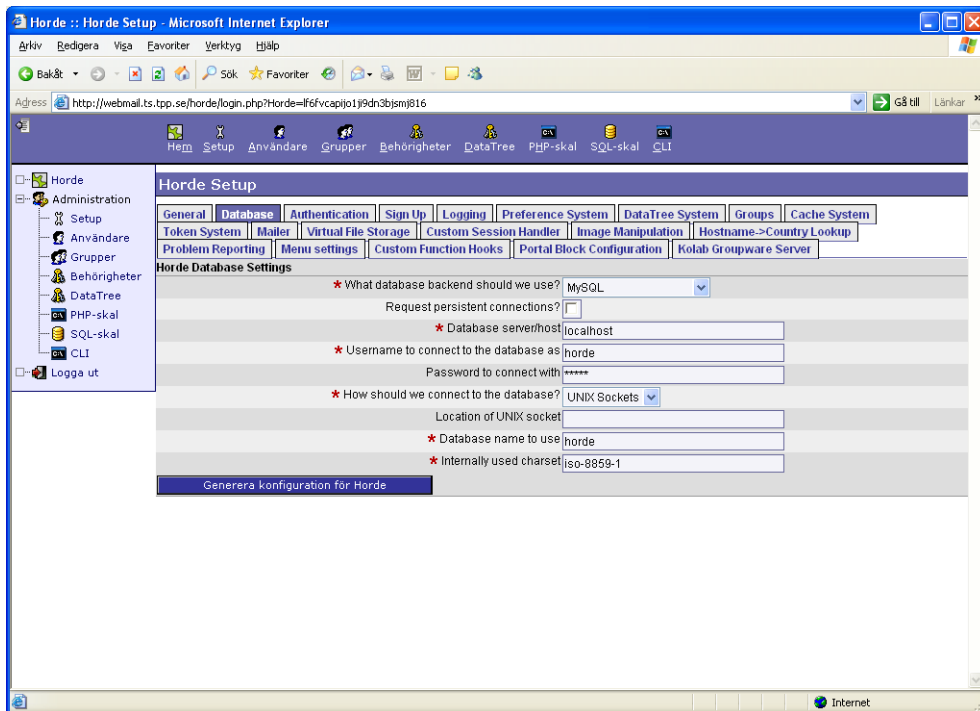 Horde :: Horde Setup - Microsoft Internet Explorer
Arkiv Redigera Visa Favoriter Verktyg Hjälp
Bakåt Sök Favoriter
Adress http://webmail.ts.tpp.se/horde/login.php?Horde=lf6fvcapijo1ji9dn3bjsmj816 Gå till Länkar »
Hem Setup Användare Grupper Behörigheter DataTree PHP-skal SQL-skal CLI
Horde
Administration
Setup
Användare
Grupper
Behörigheter
DataTree
PHP-skal
SQL-skal
CLI
Logga ut
Horde Setup
General Database Authentication Sign Up Logging Preference System DataTree System Groups Cache System
Token System Mailer Virtual File Storage Custom Session Handler Image Manipulation Hostname->Country Lookup
Problem Reporting Menu settings Custom Function Hooks Portal Block Configuration Kolab Groupware Server
Horde Database Settings
* What database backend should we use? MySQL
Request persistent connections?
* Database server/host localhost
* Username to connect to the database as horde
Password to connect with *****
* How should we connect to the database? UNIX Sockets
Location of UNIX socket
* Database name to use horde
* Internally used charset iso-8859-1
Generera konfiguration för Horde
Internet